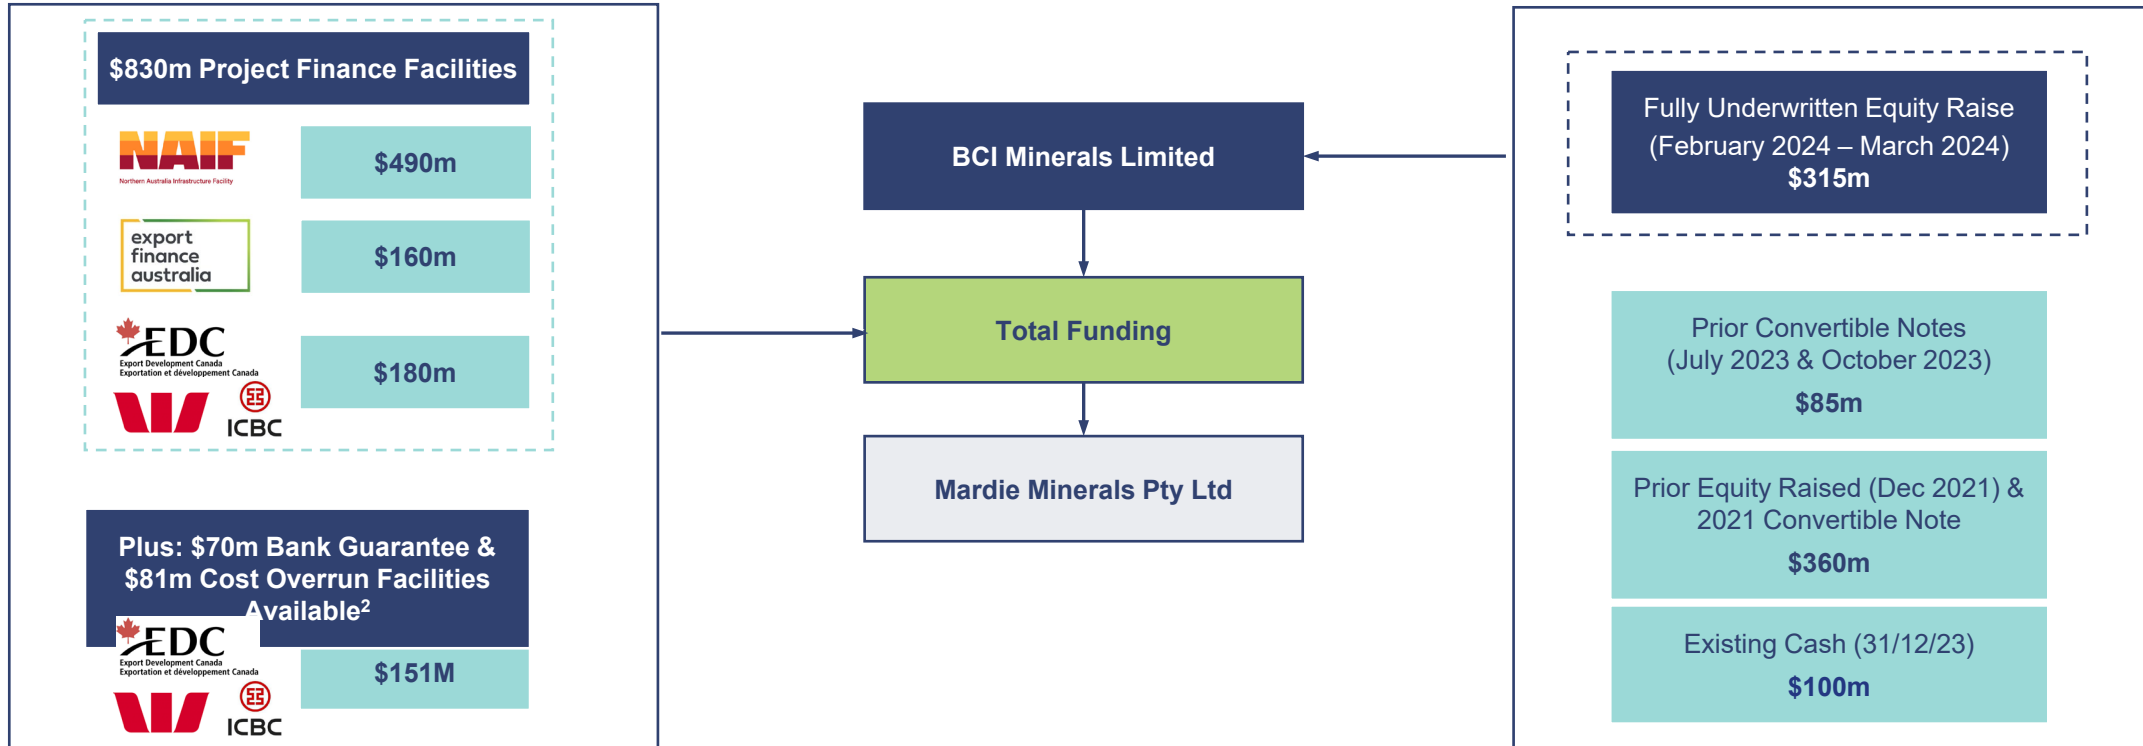 $830m Project Finance Facilities
NAIF
Northern Australia Infrastructure Facility
$490m
export
finance
australia
$160m
EDC
Export Development Canada
Exportation et développement Canada
ICBC
$180m
Plus: $70m Bank Guarantee &
$81m Cost Overrun Facilities
Available2
EDC
Export Development Canada
Exportation et développement Canada
ICBC
$151M
BCI Minerals Limited
Total Funding
Mardie Minerals Pty Ltd
Fully Underwritten Equity Raise
(February 2024 – March 2024)
$315m
Prior Convertible Notes
(July 2023 & October 2023)
$85m
Prior Equity Raised (Dec 2021) &
2021 Convertible Note
$360m
Existing Cash (31/12/23)
$100m